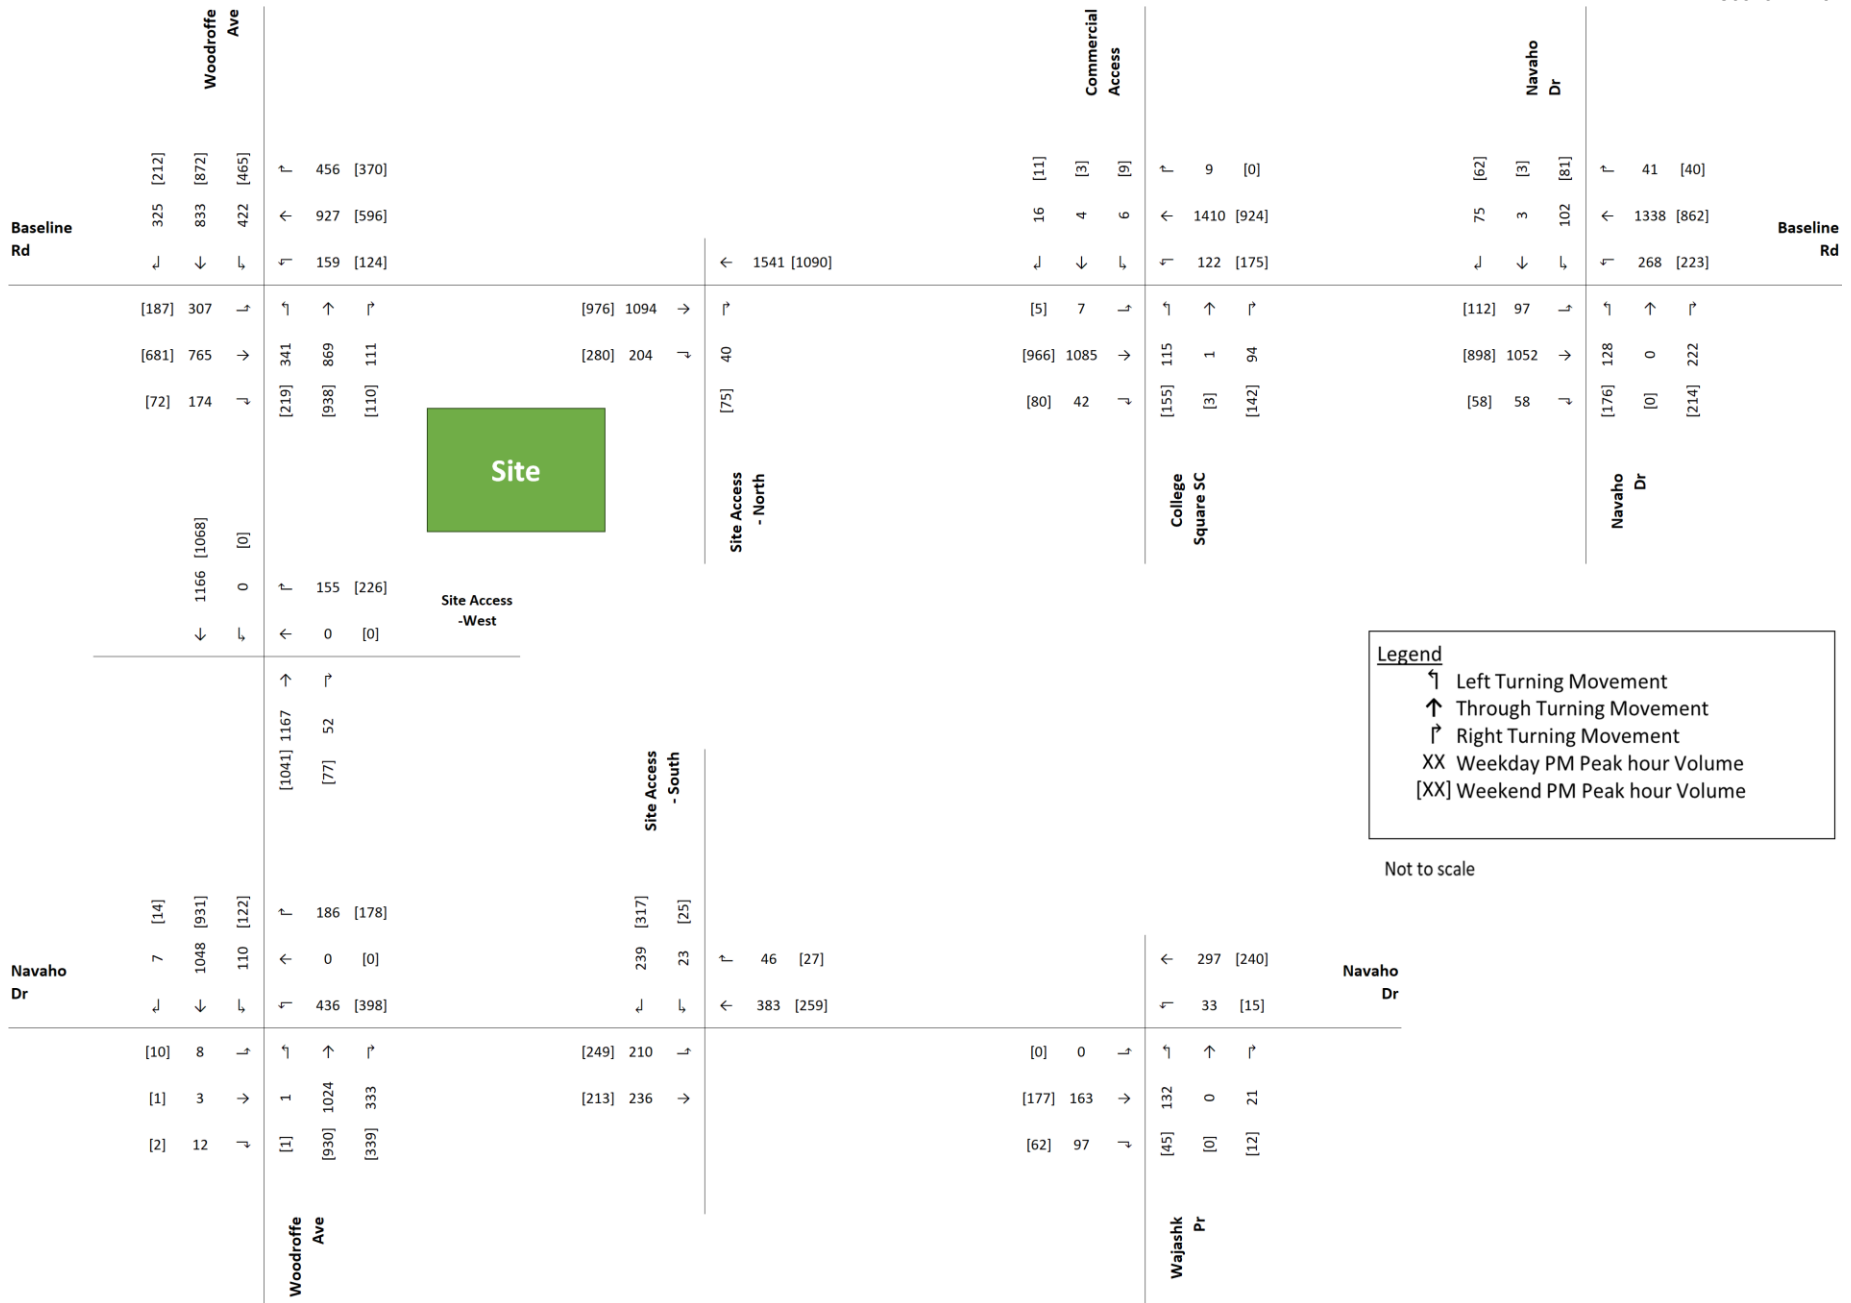 Woodroffe
Ave
Commercial
Access
Navaho
Dr
[212] [872] [465] 456 [370]
[11] [3] [9] 9 [0]
[62] [3] [81] 41 [40]
Baseline
Rd
325 833 422 927 [596]
16 4 6 1410 [924]
75 3 102 1338 [862]
Baseline
Rd
159 [124]
1541 [1090]
122 [175]
268 [223]
[187] 307
[976] 1094
[5] 7
[112] 97
[681] 765 341 869 111
[280] 204 40
[966] 1085 115 1 94
[898] 1052 128 0 222
[72] 174 [219] [938] [110]
[75]
[80] 42 [155] [3] [142]
[58] 58 [176] [0] [214]
Site
Site Access
- North
College
Square SC
Navaho
Dr
[1068] [0]
1166 0 155 [226]
Site Access
-West
0 [0]
1167 52
[1041] [77]
Legend
Left Turning Movement
Through Turning Movement
Right Turning Movement
XX Weekday PM Peak hour Volume
[XX] Weekend PM Peak hour Volume
Not to scale
Site Access
- South
[14] [931] [122] 186 [178]
[317] [25]
Navaho
Dr
7 1048 110 0 [0]
239 23 46 [27]
297 [240]
Navaho
Dr
436 [398]
383 [259]
33 [15]
[10] 8
[249] 210
[0] 0
[1] 3 1 1024 333
[213] 236
[177] 163 132 0 21
[2] 12 [1] [930] [339]
[62] 97 [45] [0] [12]
Woodroffe
Ave
Wajashk
Pr